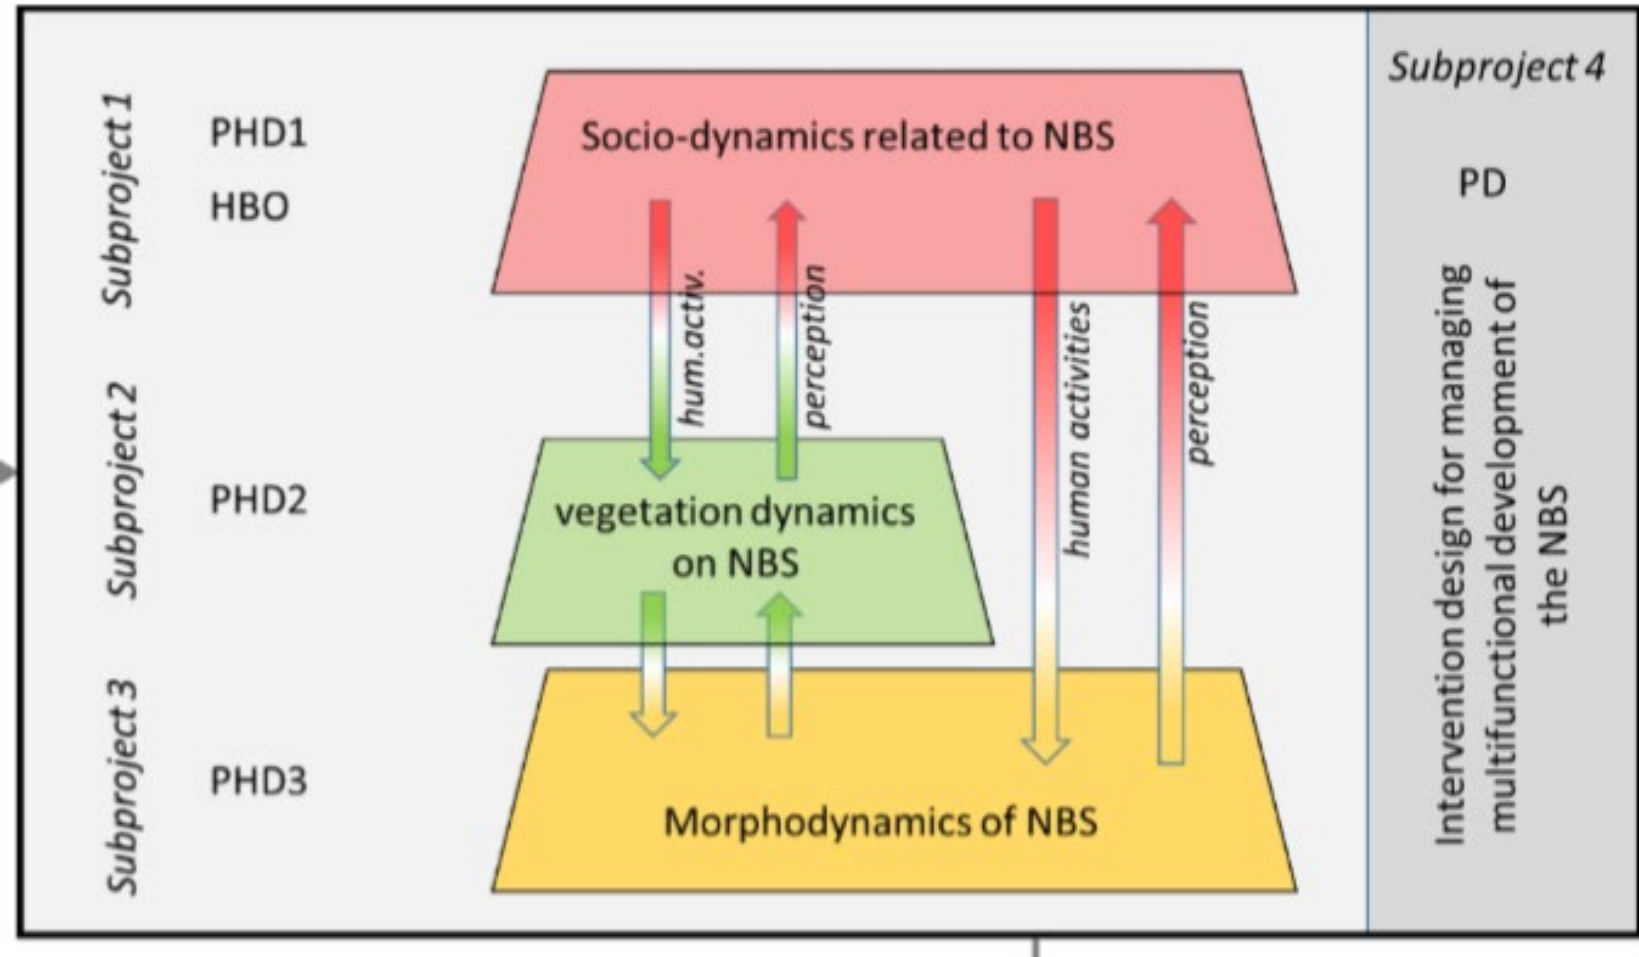 Subproject 1
PHD1
HBO
Socio-dynamics related to NBS
hum.activ.
perception
human activities
perception
Subproject 2
PHD2
vegetation dynamics
on NBS
Subproject 3
PHD3
Morphodynamics of NBS
Subproject 4
PD
Intervention design for managing
multifunctional development of
the NBS